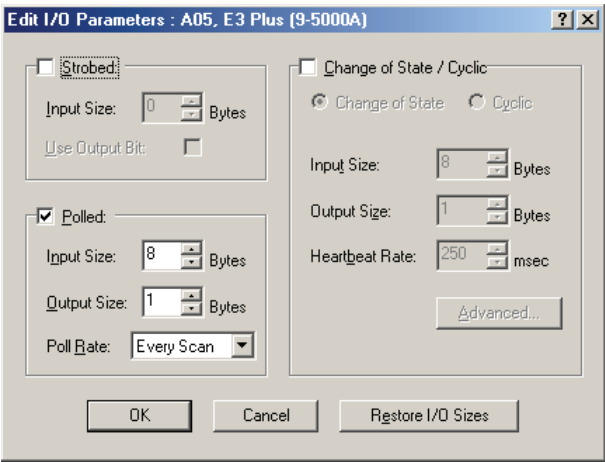 Edit I/O Parameters : A05, E3 Plus (9-5000A)
Strobed:
Input Size: 0 Bytes
Use Output Bit:
Polled:
Input Size: 8 Bytes
Output Size: 1 Bytes
Poll Rate: Every Scan
Change of State / Cyclic
Change of State Cyclic
Input Size: 8 Bytes
Output Size: 1 Bytes
Heartbeat Rate: 250 msec
Advanced...
OK Cancel Restore I/O Sizes